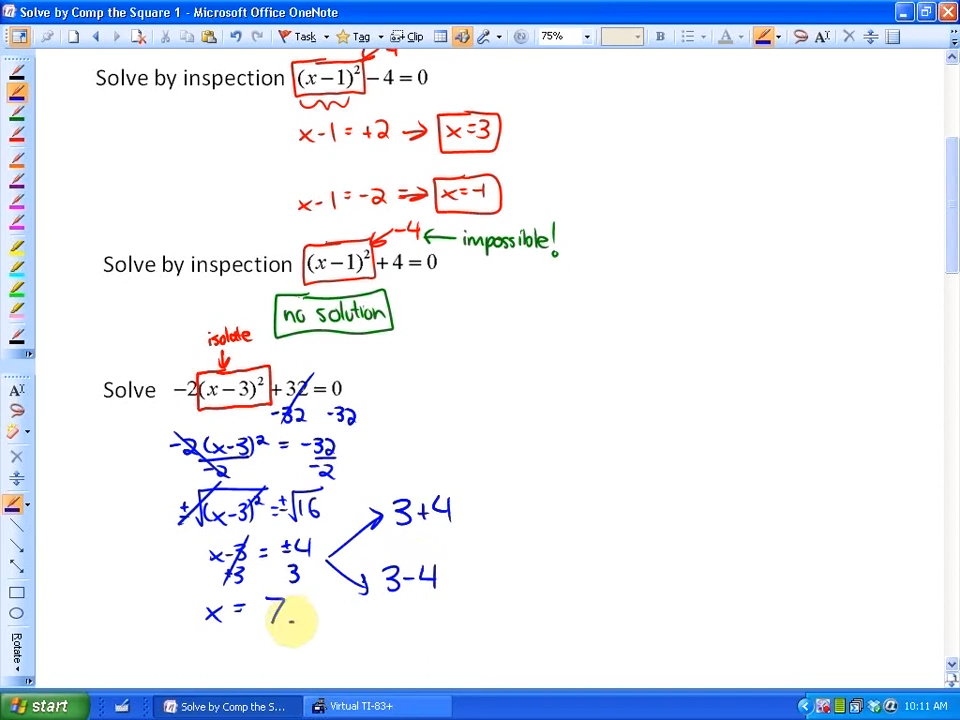 Solve by Comp the Square 1 - Microsoft Office OneNote
Task Tag 75% B A
-4
Solve by inspection (x−1)² − 4 = 0
x-1 = +2 → x=3
x-1 = -2 ⇒ x=-1
-4 ← impossible!
Solve by inspection (x−1)² + 4 = 0
no solution
isolate
Solve −2(x−3)² + 32 = 0
-32 -32
-2(x-3)² = -32
-2 -2
±√(x-3)² = ±√16
3+4
x-3 = ±4
+3 3
3-4
x = 7.
Rotate
start Solve by Comp the S... Virtual TI-83+ 10:11 AM